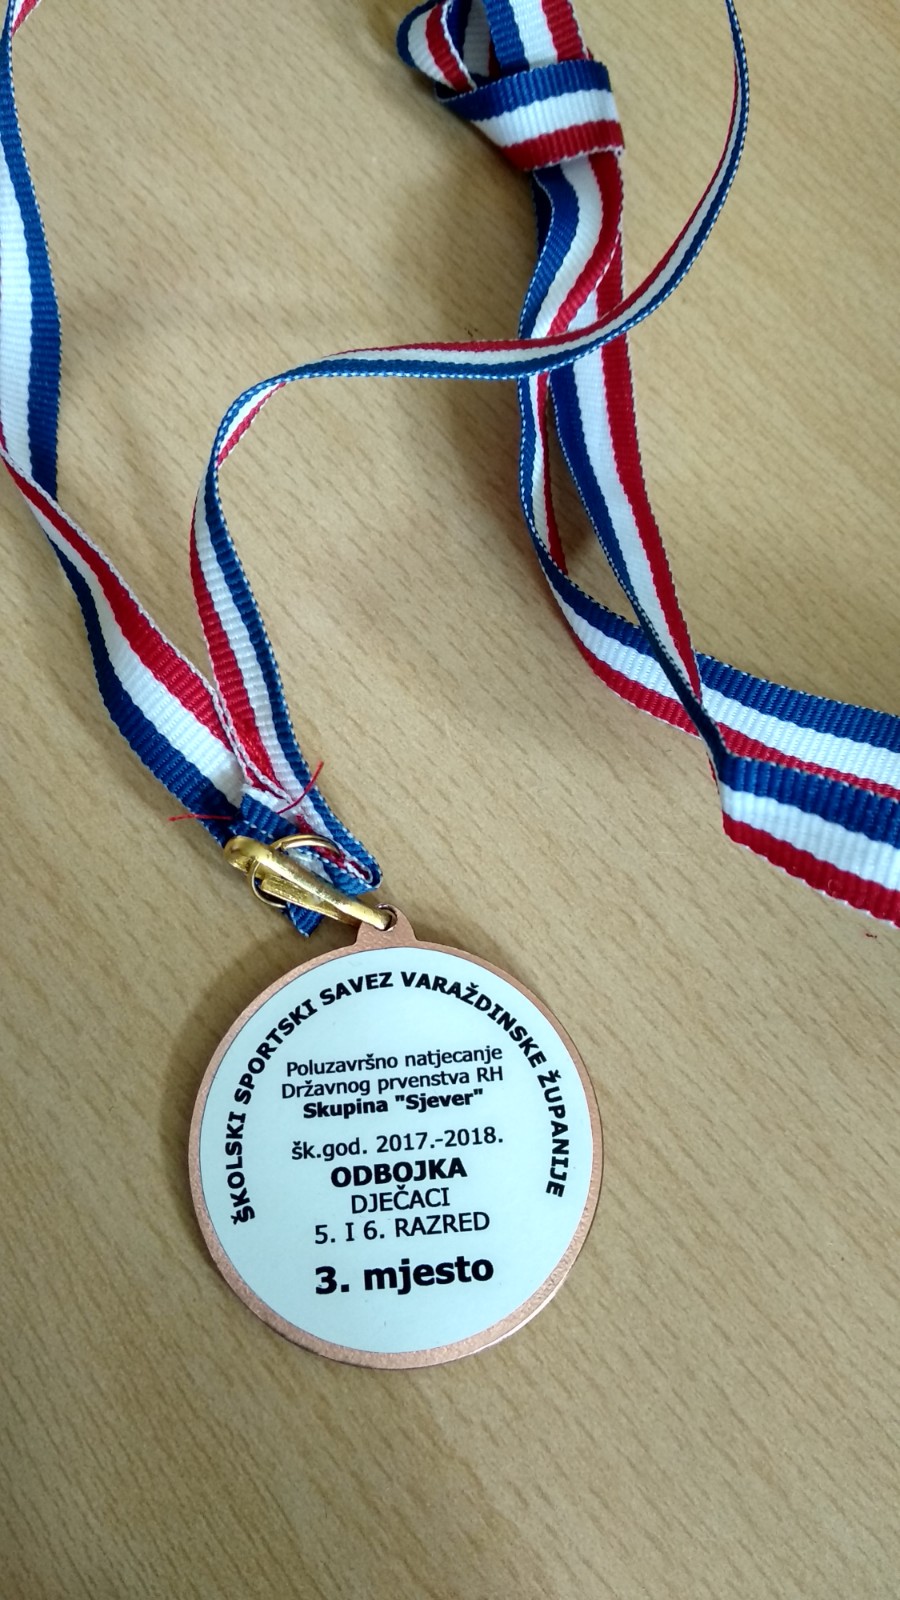 ŠKOLSKI SPORTSKI SAVEZ VARAŽDINSKE ŽUPANIJE
Poluzavršno natjecanje
Državnog prvenstva RH
Skupina "Sjever"
šk.god. 2017.-2018.
ODBOJKA
DJEČACI
5. I 6. RAZRED
3. mjesto